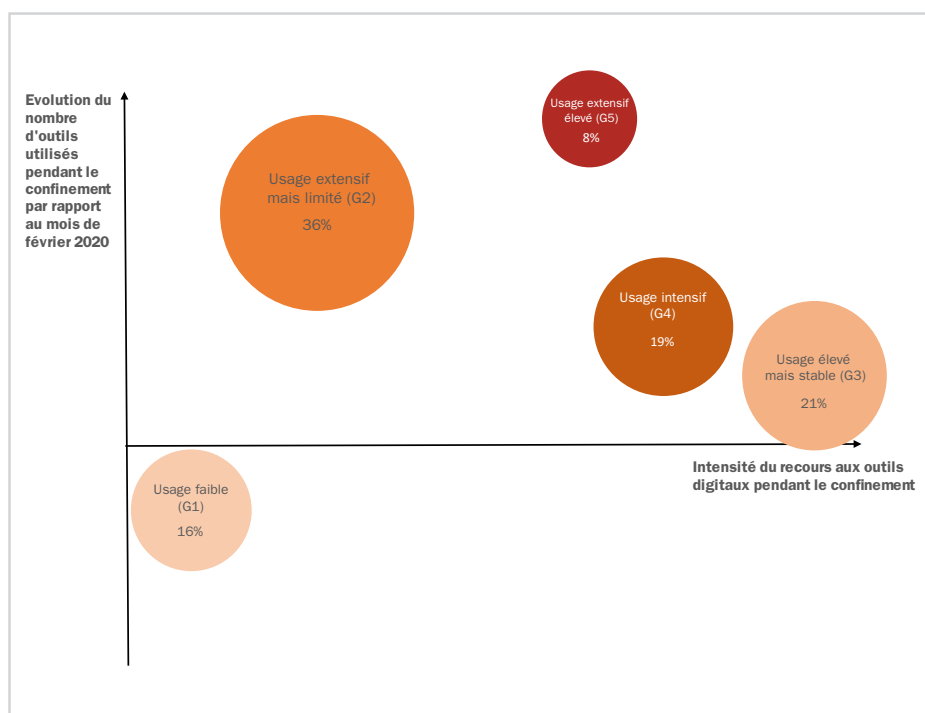 Evolution du
nombre
d'outils
utilisés
pendant le
confinement
par rapport
au mois de
février 2020
Usage extensif
élevé (G5)
8%
Usage extensif
mais limité (G2)
36%
Usage intensif
(G4)
19%
Usage élevé
mais stable (G3)
21%
Intensité du recours aux outils
digitaux pendant le confinement
Usage faible
(G1)
16%